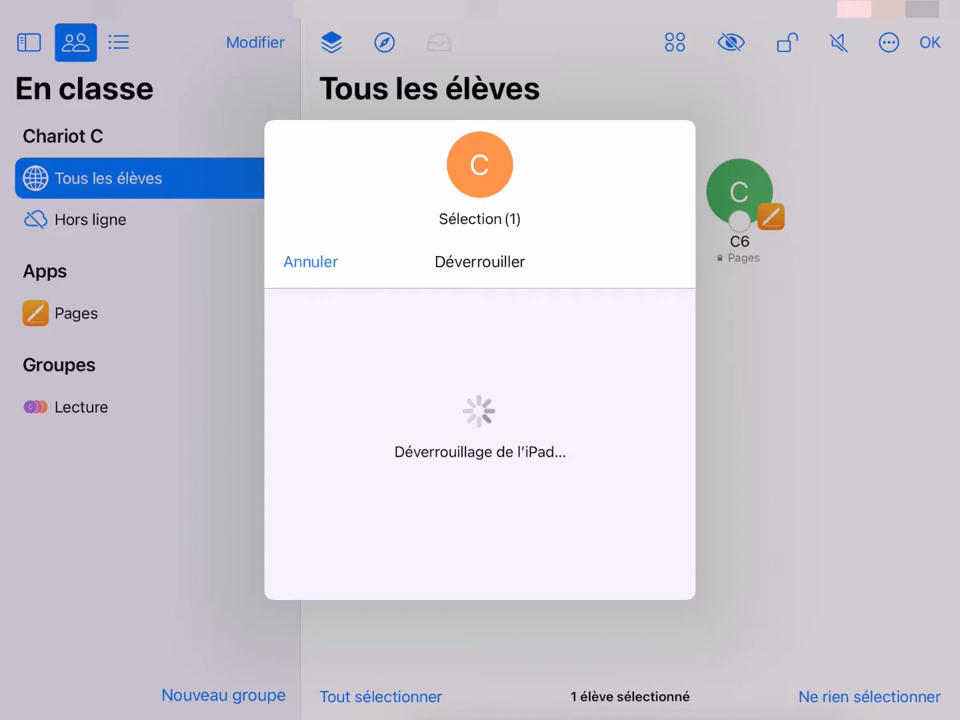 Modifier
OK
En classe
Tous les élèves
Chariot C
Tous les élèves
Hors ligne
Apps
Pages
Groupes
Lecture
C
Sélection (1)
Annuler
Déverrouiller
Déverrouillage de l'iPad...
C
C6
Pages
Nouveau groupe
Tout sélectionner
1 élève sélectionné
Ne rien sélectionner